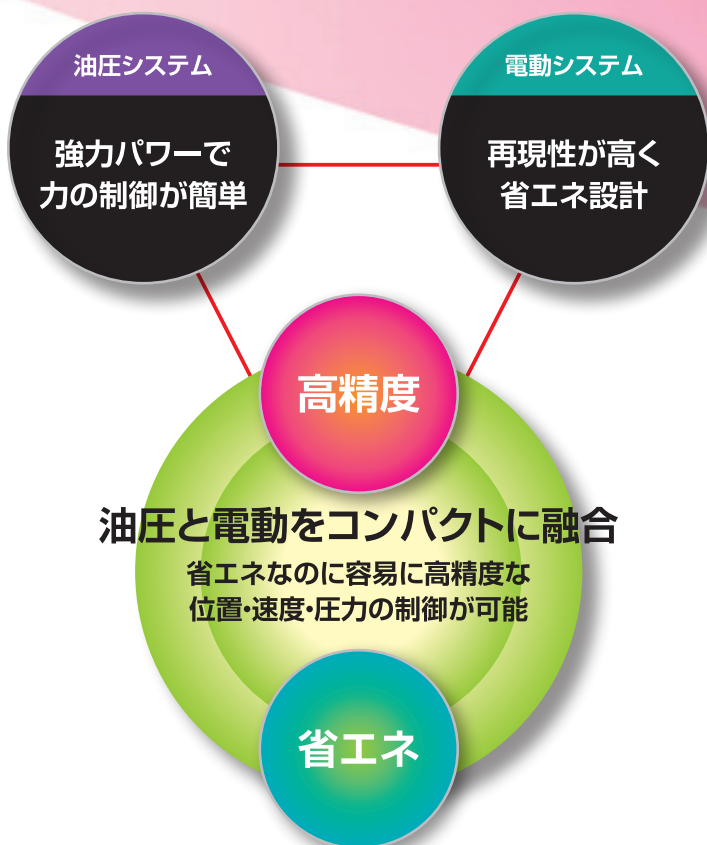 油圧システム
強力パワーで
力の制御が簡単
電動システム
再現性が高く
省エネ設計
高精度
油圧と電動をコンパクトに融合
省エネなのに容易に高精度な
位置・速度・圧力の制御が可能
省エネ